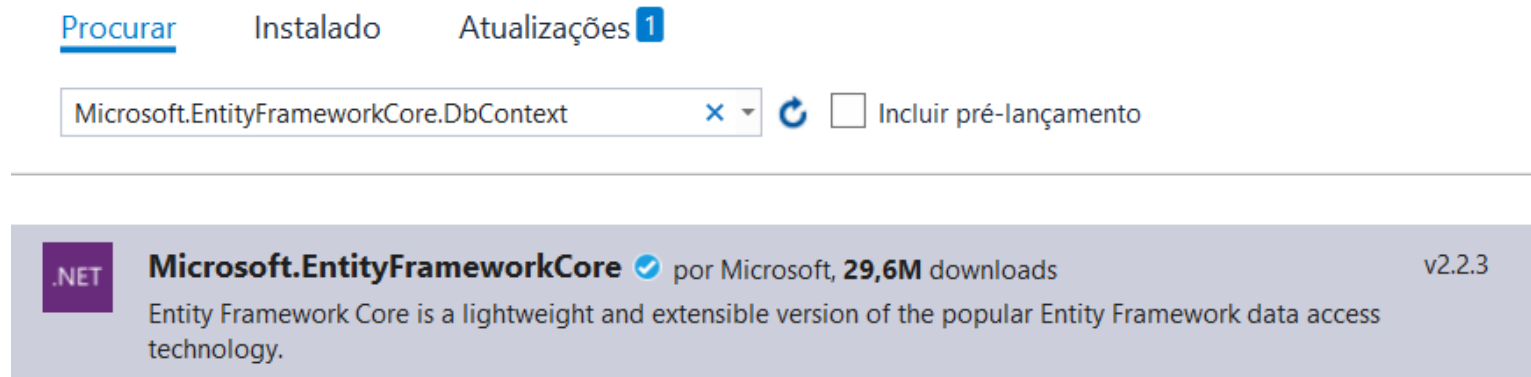 Procurar Instalado Atualizações 1
Microsoft.EntityFrameworkCore.DbContext Incluir pré-lançamento
.NET Microsoft.EntityFrameworkCore por Microsoft, 29,6M downloads v2.2.3
Entity Framework Core is a lightweight and extensible version of the popular Entity Framework data access
technology.